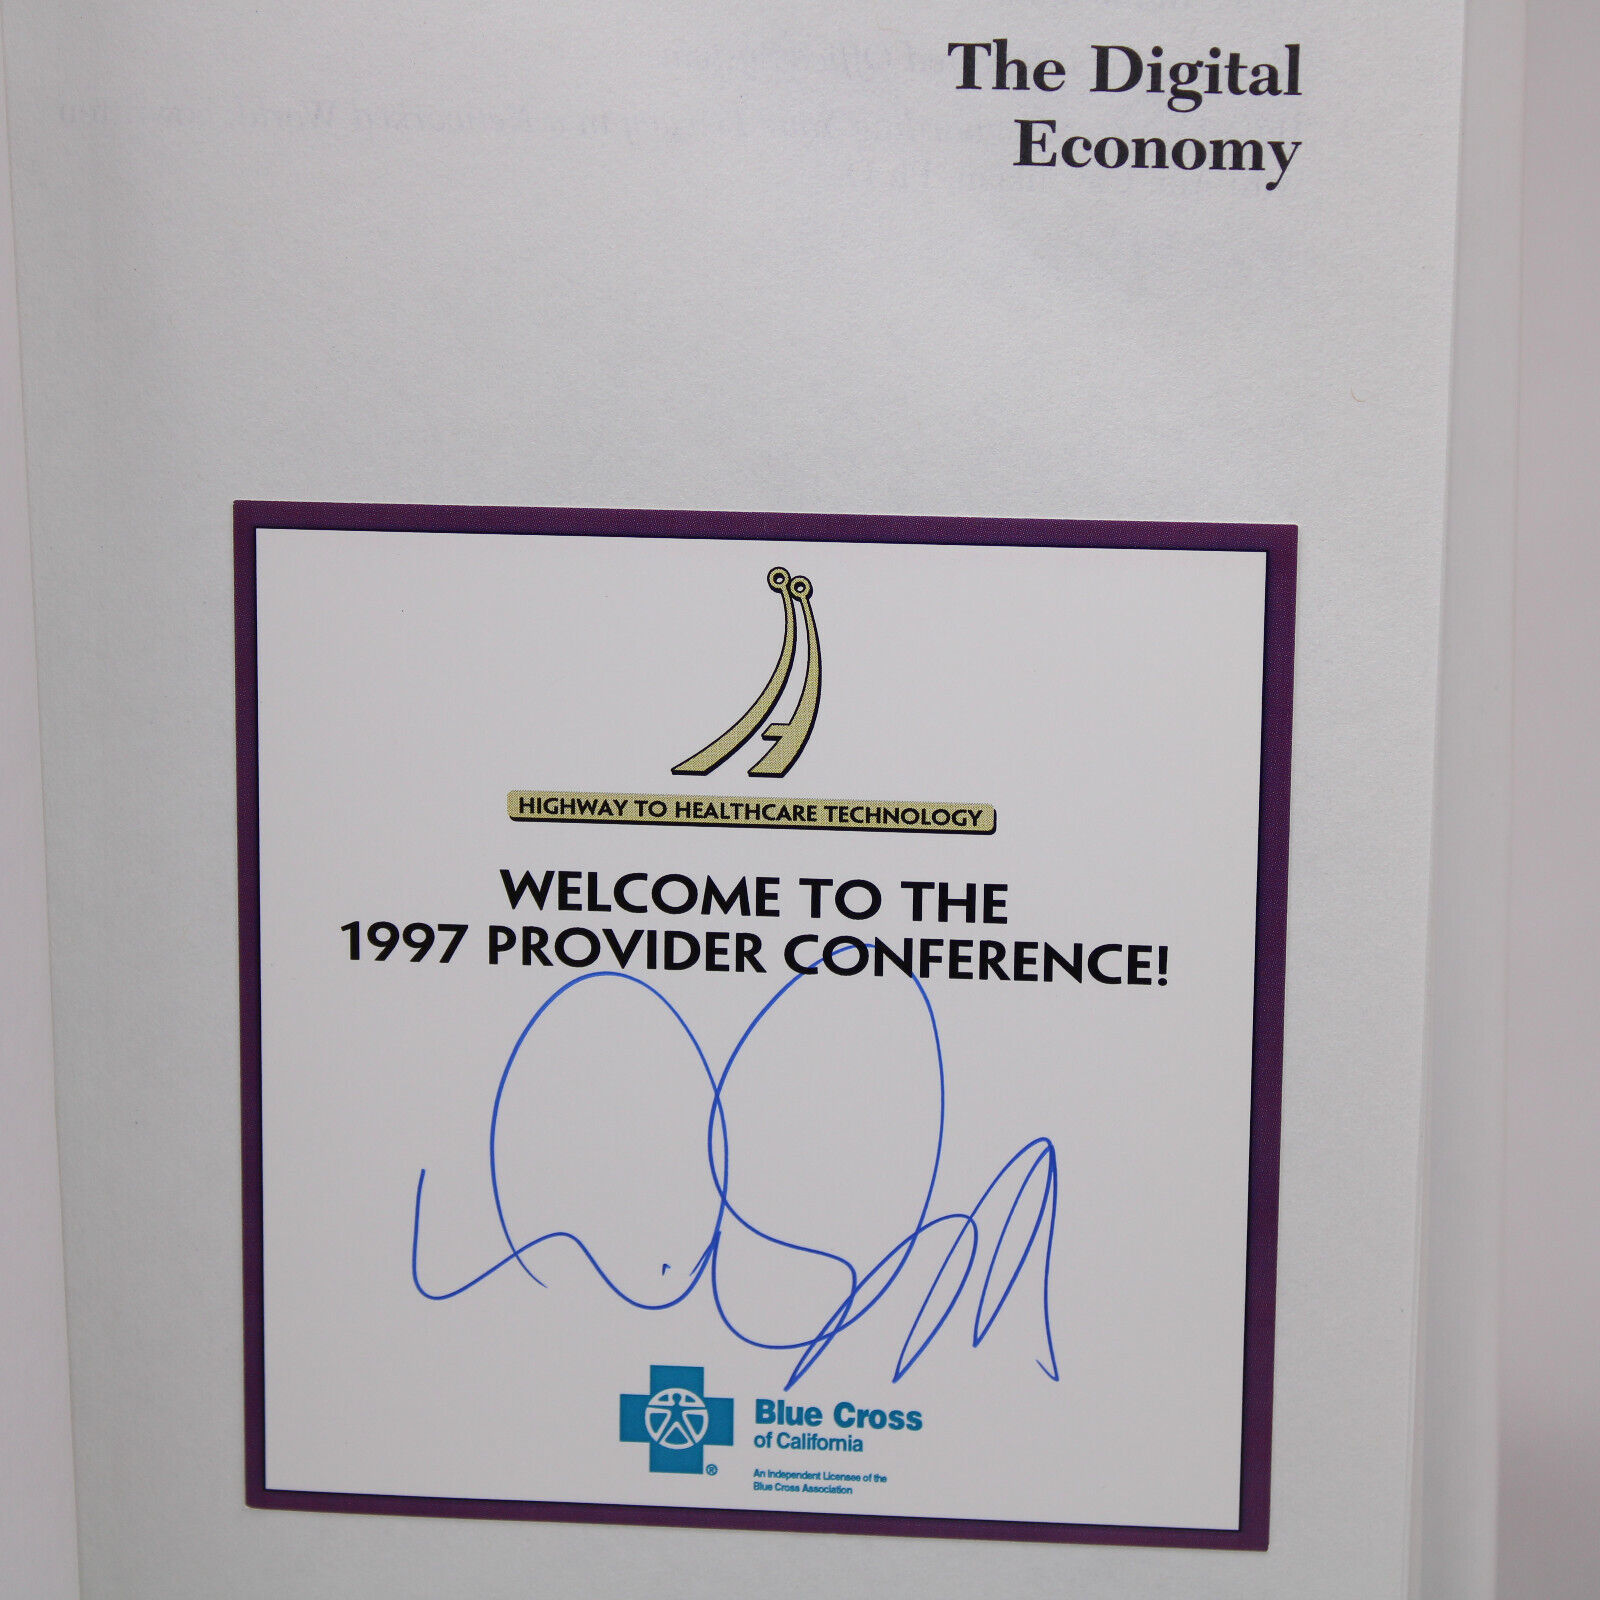 The Digital
Economy
HIGHWAY TO HEALTHCARE TECHNOLOGY
WELCOME TO THE
1997 PROVIDER CONFERENCE!
Blue Cross
of California
®
An Independent Licensee of the
Blue Cross Association